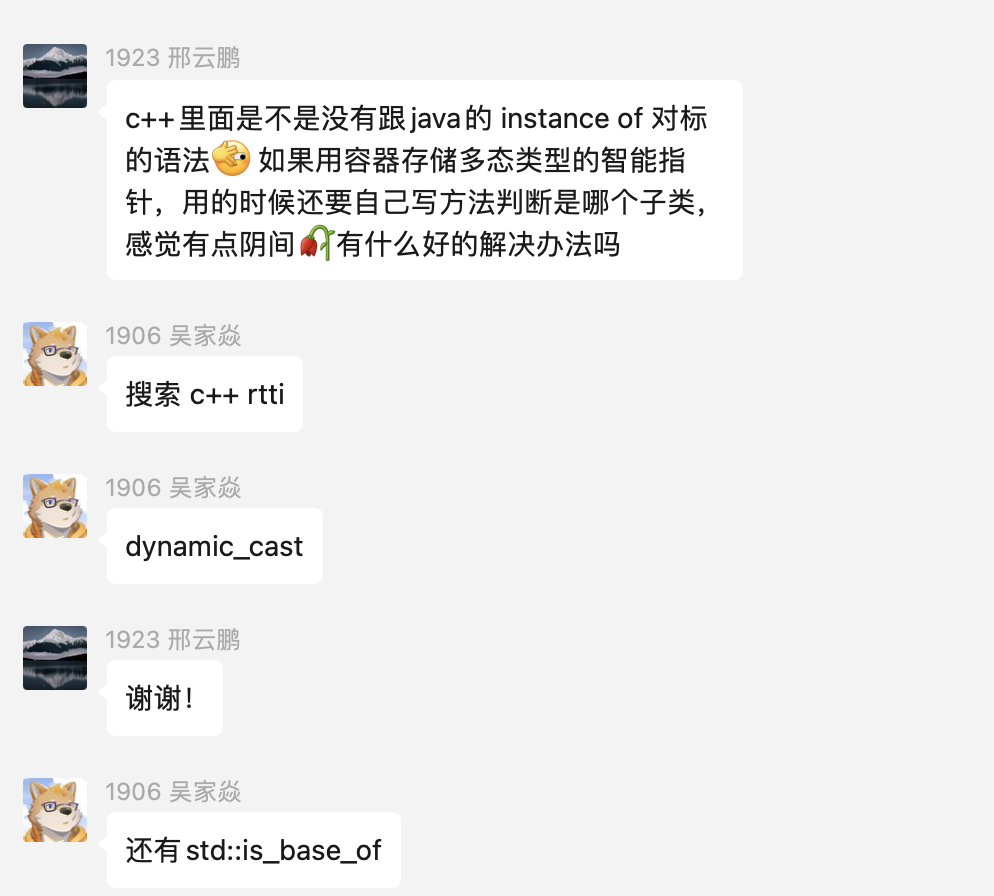 1923 邢云鹏
c++里面是不是没有跟java的 instance of 对标
的语法 如果用容器存储多态类型的智能指
针，用的时候还要自己写方法判断是哪个子类，
感觉有点阴间 有什么好的解决办法吗
1906 吴家焱
搜索 c++ rtti
1906 吴家焱
dynamic_cast
1923 邢云鹏
谢谢！
1906 吴家焱
还有std::is_base_of